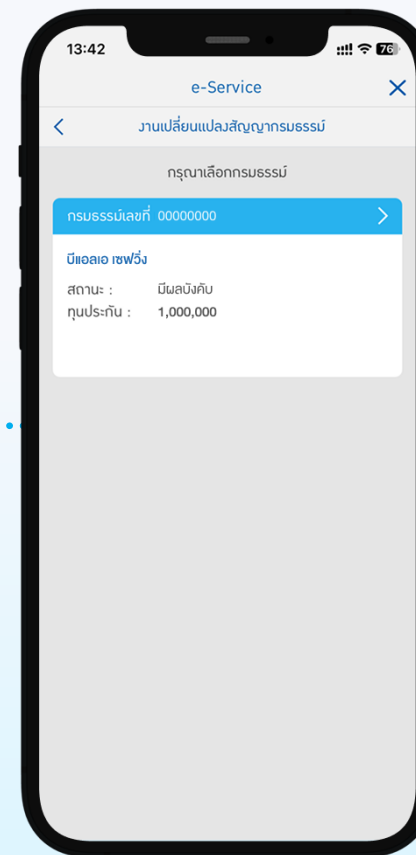 13:42
76
e-Service
งานเปลี่ยนแปลงสัญญากรมธรรม์
กรุณาเลือกกรมธรรม์
กรมธรรม์เลขที่ 00000000
บีแอลเอ เซฟวิ่ง
สถานะ : มีผลบังคับ
ทุนประกัน : 1,000,000